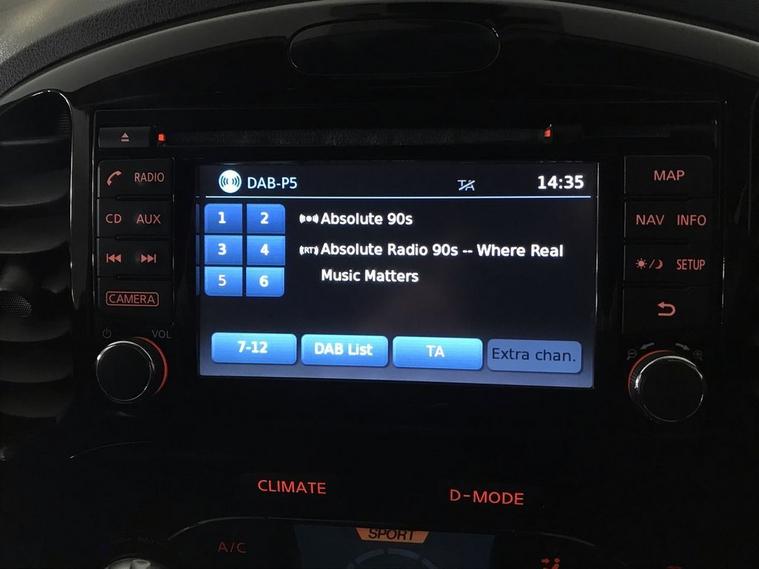 DAB-P5
TA
14:35
RADIO
CD AUX
CAMERA
VOL
1 2
3 4
5 6
Absolute 90s
(RT) Absolute Radio 90s -- Where Real
Music Matters
7-12
DAB List
TA
Extra chan.
MAP
NAV INFO
SETUP
CLIMATE
D-MODE
A/C
SPORT